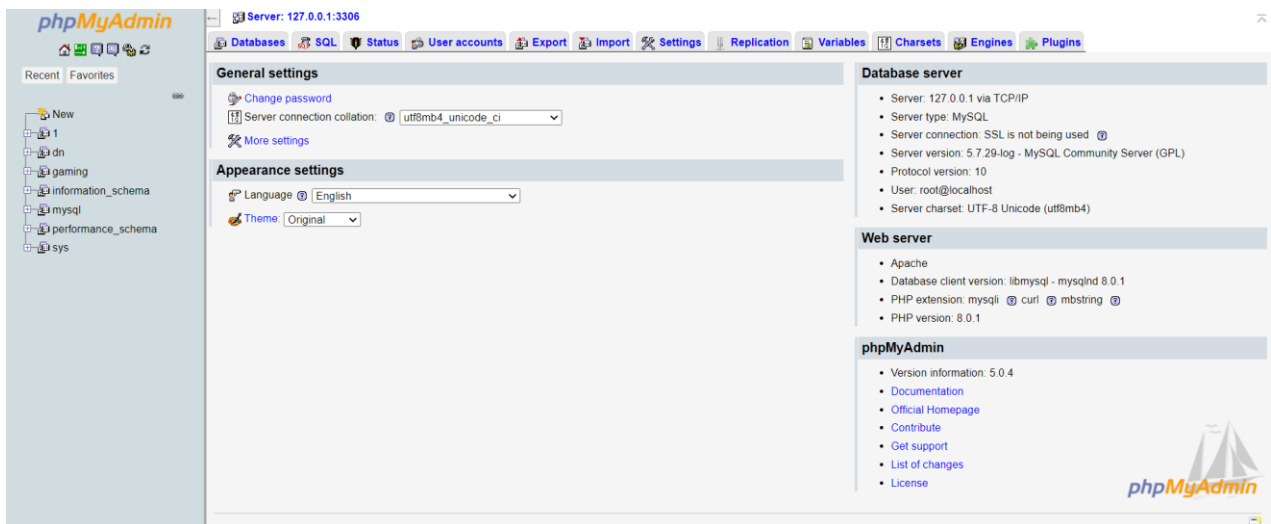 phpMyAdmin
Recent Favorites
New
1
dn
gaming
information_schema
mysql
performance_schema
sys
Server: 127.0.0.1:3306
Databases SQL Status User accounts Export Import Settings Replication Variables Charsets Engines Plugins
General settings
Change password
Server connection collation: utf8mb4_unicode_ci
More settings
Appearance settings
Language English
Theme: Original
Database server
Server: 127.0.0.1 via TCP/IP
Server type: MySQL
Server connection: SSL is not being used
Server version: 5.7.29-log - MySQL Community Server (GPL)
Protocol version: 10
User: root@localhost
Server charset: UTF-8 Unicode (utf8mb4)
Web server
Apache
Database client version: libmysql - mysqlnd 8.0.1
PHP extension: mysqli curl mbstring
PHP version: 8.0.1
phpMyAdmin
Version information: 5.0.4
Documentation
Official Homepage
Contribute
Get support
List of changes
License
phpMyAdmin